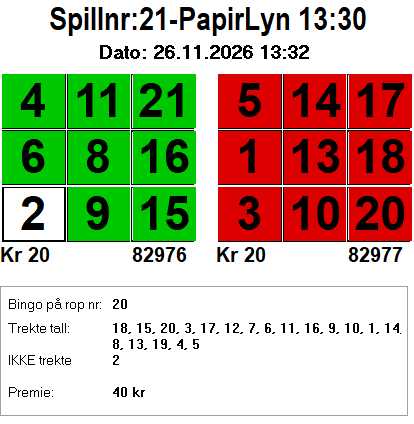 Spillnr:21-PapirLyn 13:30
Dato: 26.11.2026 13:32
4 11 21 5 14 17
6 8 16 1 13 18
2 9 15 3 10 20
Kr 20 82976 Kr 20 82977
Bingo på rop nr: 20
Trekte tall: 18, 15, 20, 3, 17, 12, 7, 6, 11, 16, 9, 10, 1, 14,
8, 13, 19, 4, 5
IKKE trekte 2
Premie: 40 kr